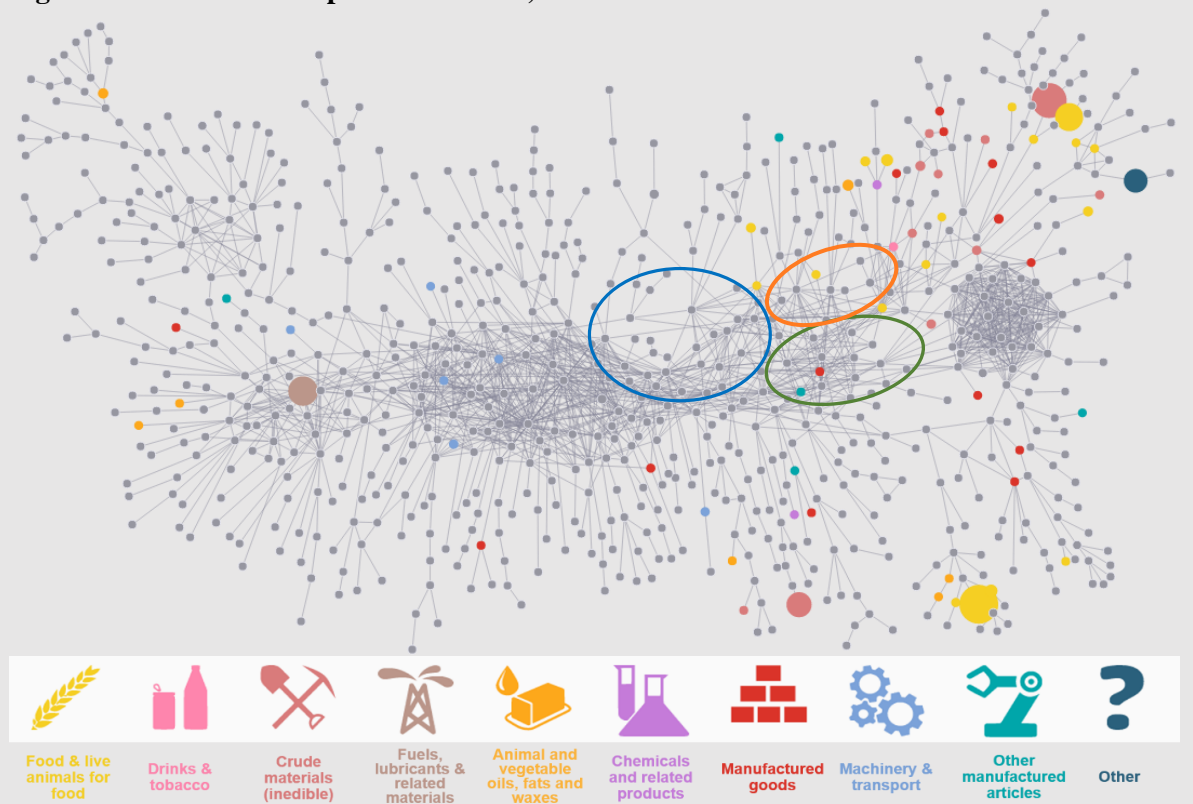 Food & live
animals for
food
Drinks &
tobacco
Crude
materials
(inedible)
Fuels,
lubricants &
related
materials
Animal and
vegetable
oils, fats and
waxes
Chemicals
and related
products
Manufactured
goods
Machinery &
transport
Other
manufactured
articles
Other